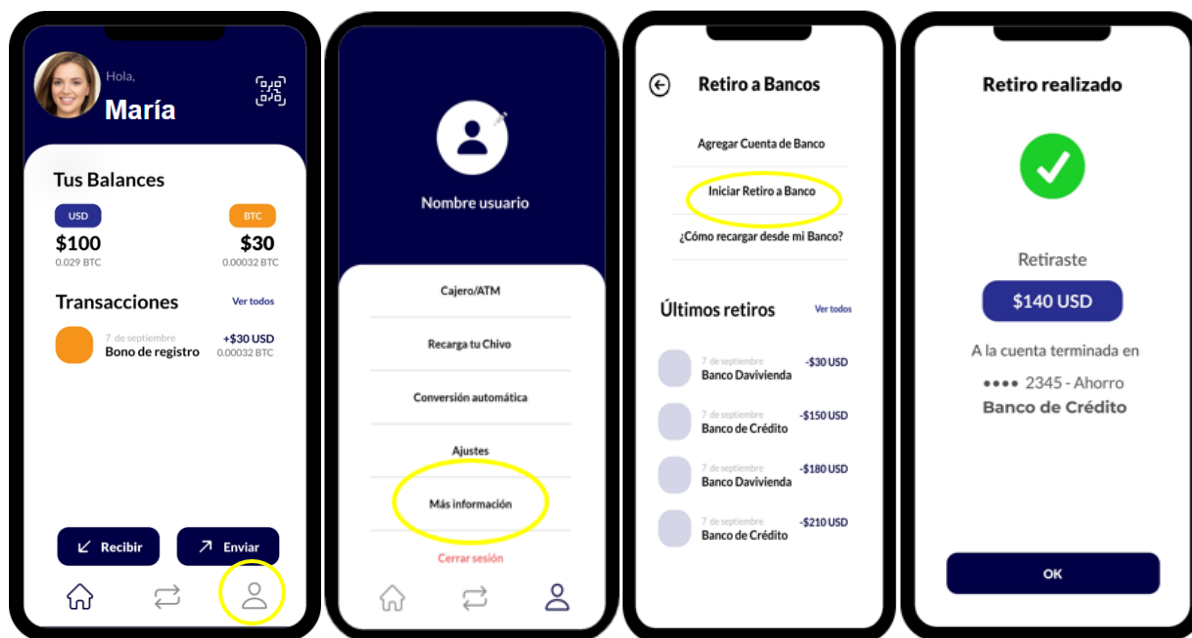 Hola,
María
Tus Balances
USD
BTC
$100
$30
0.029 BTC
0.00032 BTC
Transacciones
Ver todos
7 de septiembre
+$30 USD
Bono de registro
0.00032 BTC
Recibir
Enviar
Nombre usuario
Cajero/ATM
Recarga tu Chivo
Conversión automática
Ajustes
Más información
Cerrar sesión
Retiro a Bancos
Agregar Cuenta de Banco
Iniciar Retiro a Banco
¿Cómo recargar desde mi Banco?
Últimos retiros
Ver todos
7 de septiembre
-$30 USD
Banco Davivienda
7 de septiembre
-$150 USD
Banco de Crédito
7 de septiembre
-$180 USD
Banco Davivienda
7 de septiembre
-$210 USD
Banco de Crédito
Retiro realizado
Retiraste
$140 USD
A la cuenta terminada en
•••• 2345 - Ahorro
Banco de Crédito
OK